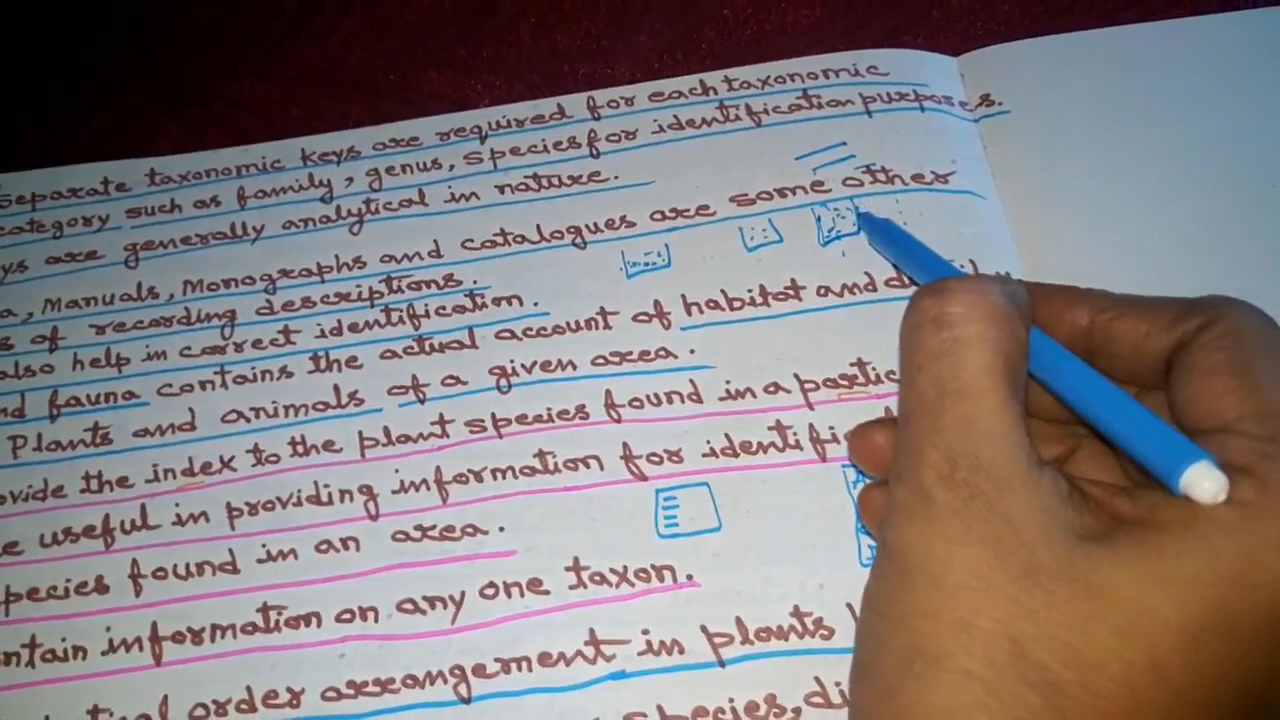 Separate taxonomic keys are required for each taxonomic
category such as family, genus, species for identification purposes.
ys are generally analytical in nature.
a, Manuals, Monographs and catalogues are some other
s of recording descriptions.
also help in correct identification.
nd fauna contains the actual account of habitat and
Plants and animals of a given area.
ovide the index to the plant species found in a partic
e useful in providing information for identifi
pecies found in an area.
ntain information on any one taxon.
tical order arrangement in plants
species, di